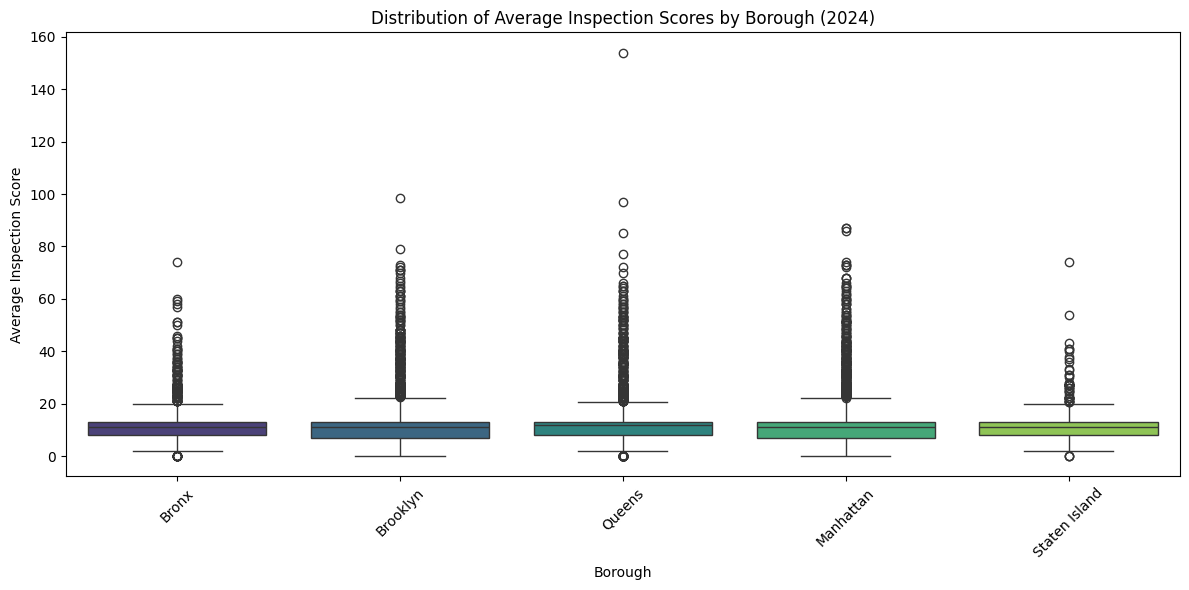 Distribution of Average Inspection Scores by Borough (2024)
160
140
120
100
80
60
40
20
0
Average Inspection Score
Bronx
Brooklyn
Queens
Manhattan
Staten Island
Borough